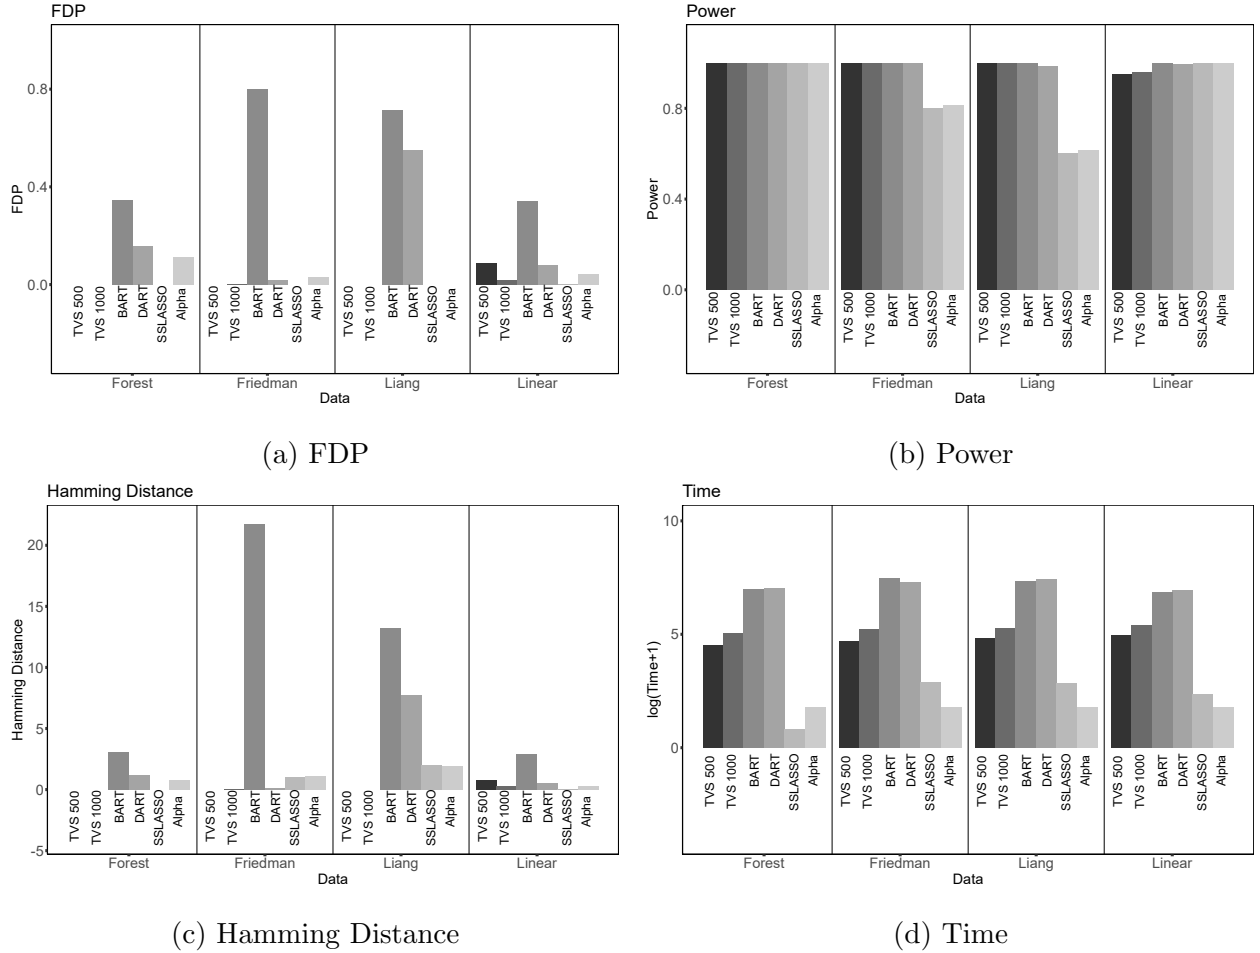 FDP
FDP
0.8
0.4
0.0
TVS 500
TVS 1000
BART
DART
SSLASSO
Alpha
TVS 500
TVS 1000
BART
DART
SSLASSO
Alpha
TVS 500
TVS 1000
BART
DART
SSLASSO
Alpha
TVS 500
TVS 1000
BART
DART
SSLASSO
Alpha
Forest Friedman Liang Linear
Data
(a) FDP
Power
Power
0.8
0.4
0.0
TVS 500
TVS 1000
BART
DART
SSLASSO
Alpha
TVS 500
TVS 1000
BART
DART
SSLASSO
Alpha
TVS 500
TVS 1000
BART
DART
SSLASSO
Alpha
TVS 500
TVS 1000
BART
DART
SSLASSO
Alpha
Forest Friedman Liang Linear
Data
(b) Power
Hamming Distance
Hamming Distance
20
15
10
5
0
-5
TVS 500
TVS 1000
BART
DART
SSLASSO
Alpha
TVS 500
TVS 1000
BART
DART
SSLASSO
Alpha
TVS 500
TVS 1000
BART
DART
SSLASSO
Alpha
TVS 500
TVS 1000
BART
DART
SSLASSO
Alpha
Forest Friedman Liang Linear
Data
(c) Hamming Distance
Time
log(Time+1)
10
5
0
TVS 500
TVS 1000
BART
DART
SSLASSO
Alpha
TVS 500
TVS 1000
BART
DART
SSLASSO
Alpha
TVS 500
TVS 1000
BART
DART
SSLASSO
Alpha
TVS 500
TVS 1000
BART
DART
SSLASSO
Alpha
Forest Friedman Liang Linear
Data
(d) Time